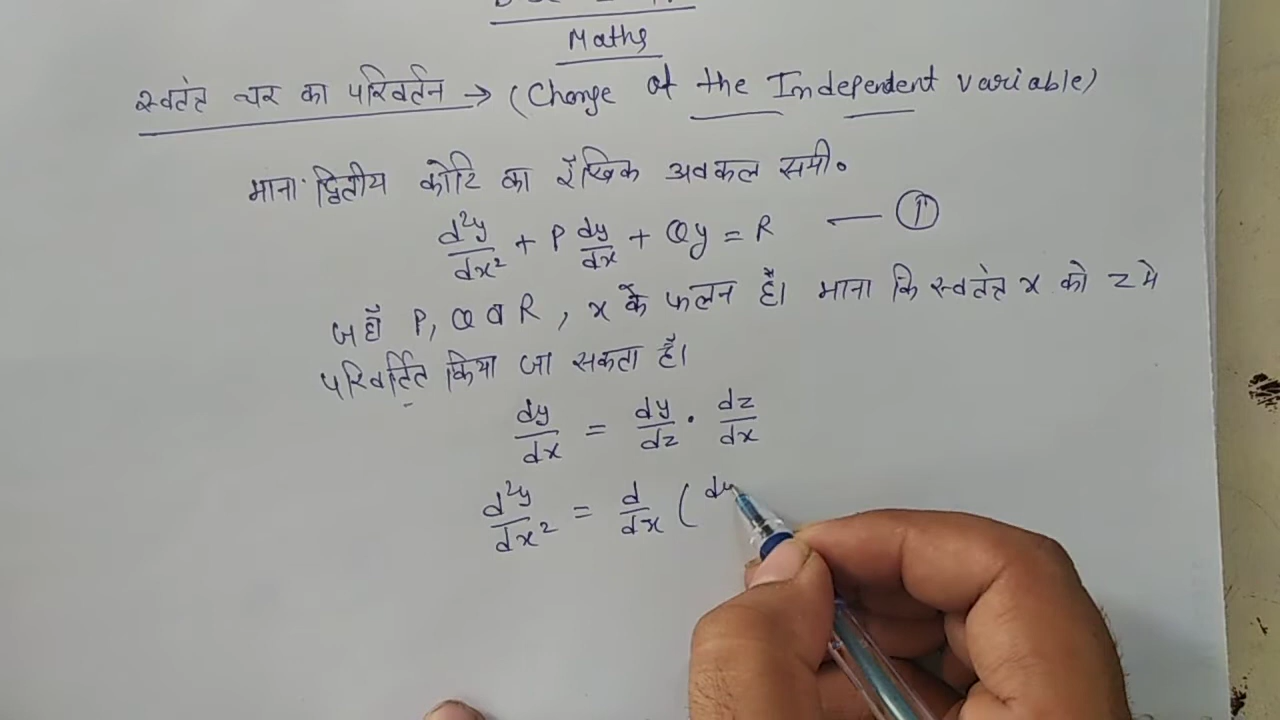 Maths
स्वतंत्र चर का परिवर्तन → (Change of the Independent variable)
माना द्वितीय कोटि का रैखिक अवकल समी०
d²y/dx² + P dy/dx + Qy = R — ①
जहाँ P, Q व R, x के फलन है। माना कि स्वतंत्र x को z मे
परिवर्तित किया जा सकता है।
dy/dx = dy/dz · dz/dx
d²y/dx² = d/dx ( dy